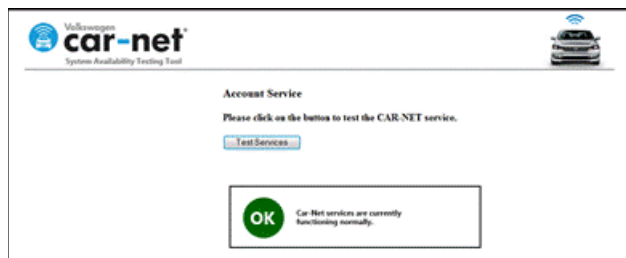 Volkswagen
car-net
System Availability Testing Tool
Account Service
Please click on the button to test the CAR-NET service.
Test Services
OK
Car-Net services are currently
functioning normally.